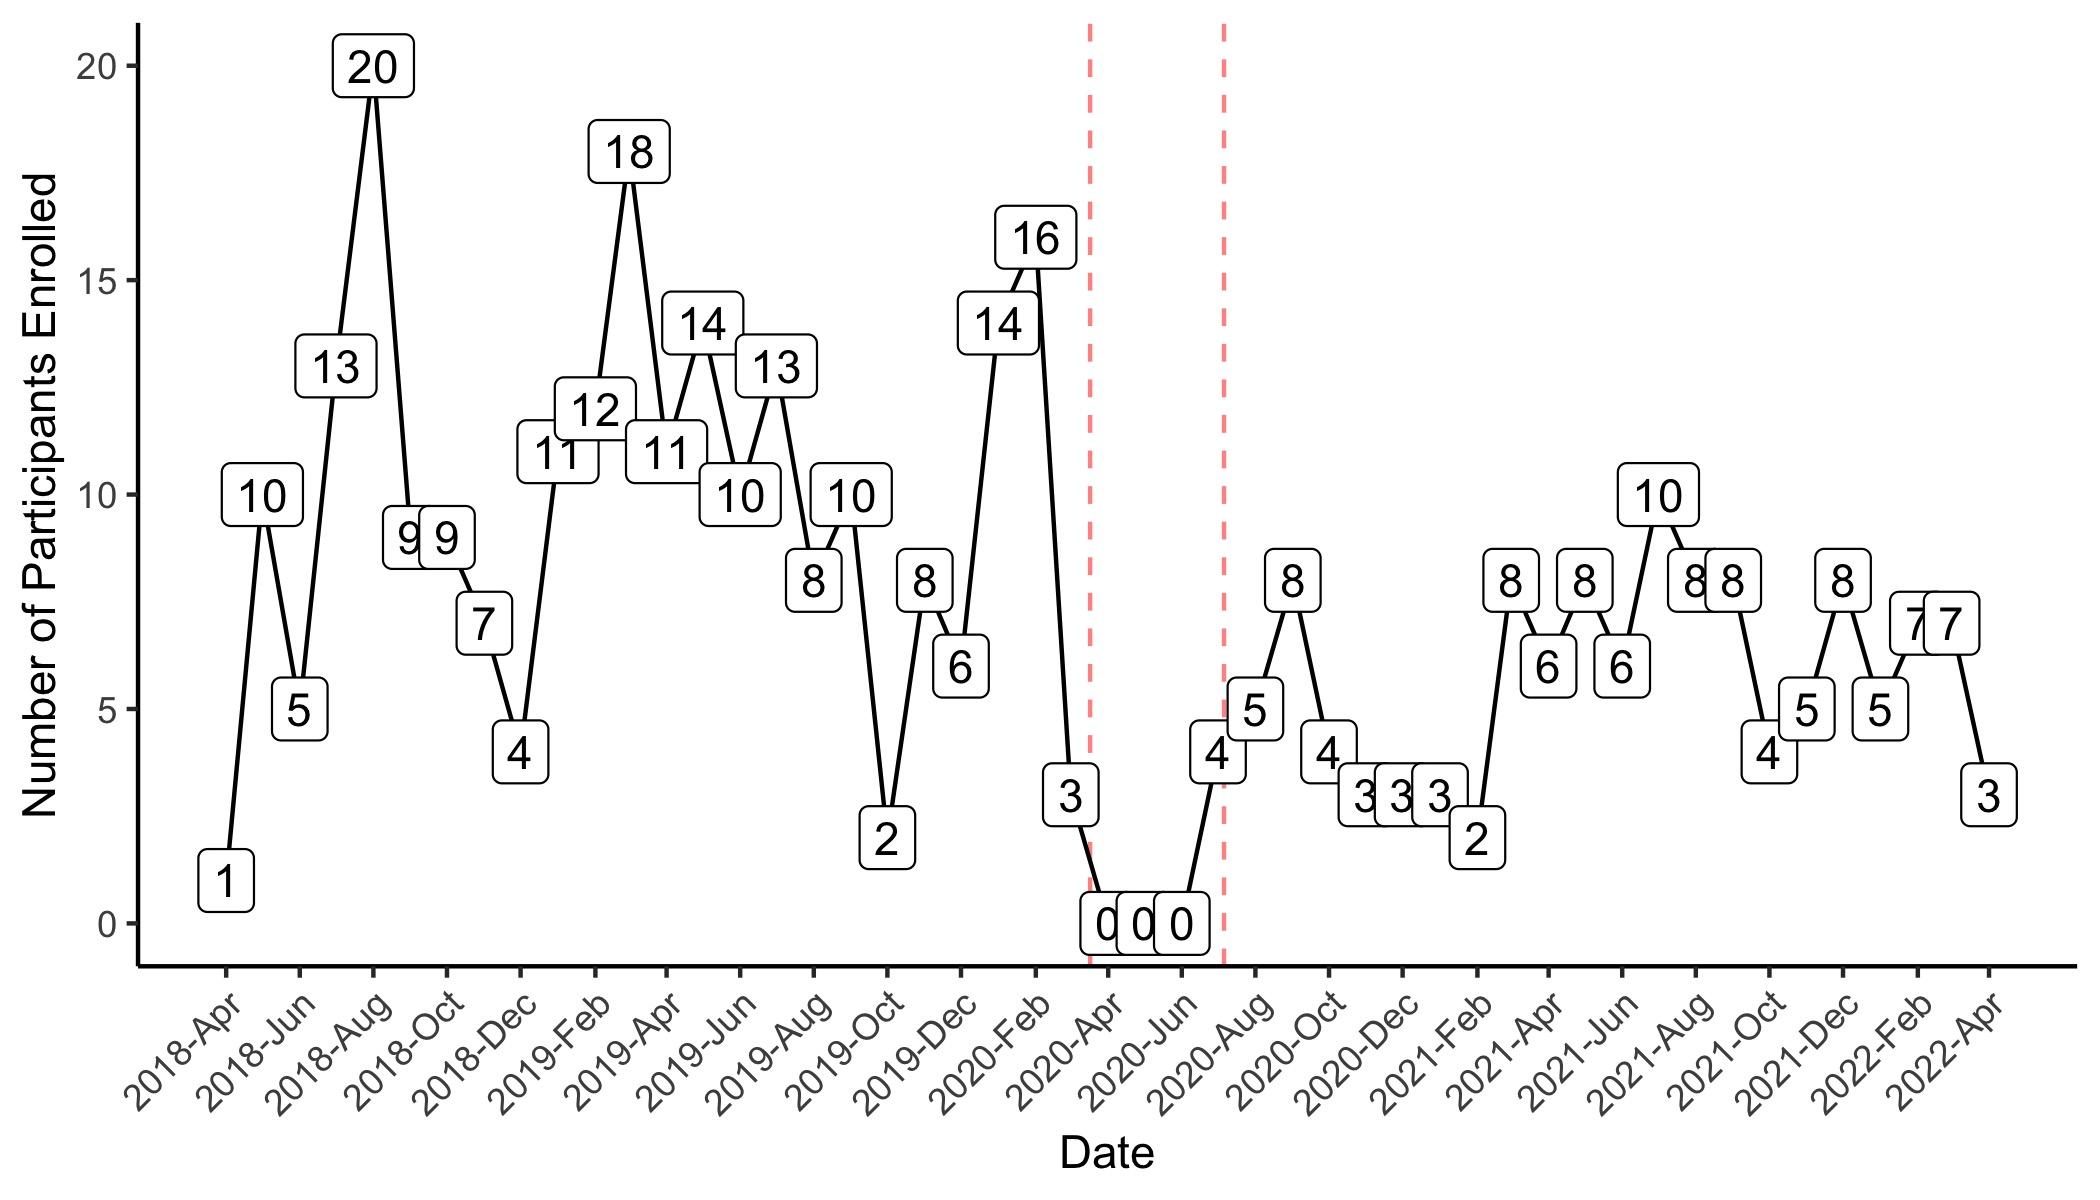 Number of Participants Enrolled
20
15
10
5
0
1
10
5
13
20
9
9
7
4
11
12
18
11
14
10
13
8
10
2
8
6
14
16
3
0
0
0
4
5
8
4
3
3
3
2
8
6
8
6
10
8
8
4
5
8
5
7
7
3
2018-Apr
2018-Jun
2018-Aug
2018-Oct
2018-Dec
2019-Feb
2019-Apr
2019-Jun
2019-Aug
2019-Oct
2019-Dec
2020-Feb
2020-Apr
2020-Jun
2020-Aug
2020-Oct
2020-Dec
2021-Feb
2021-Apr
2021-Jun
2021-Aug
2021-Oct
2021-Dec
2022-Feb
2022-Apr
Date